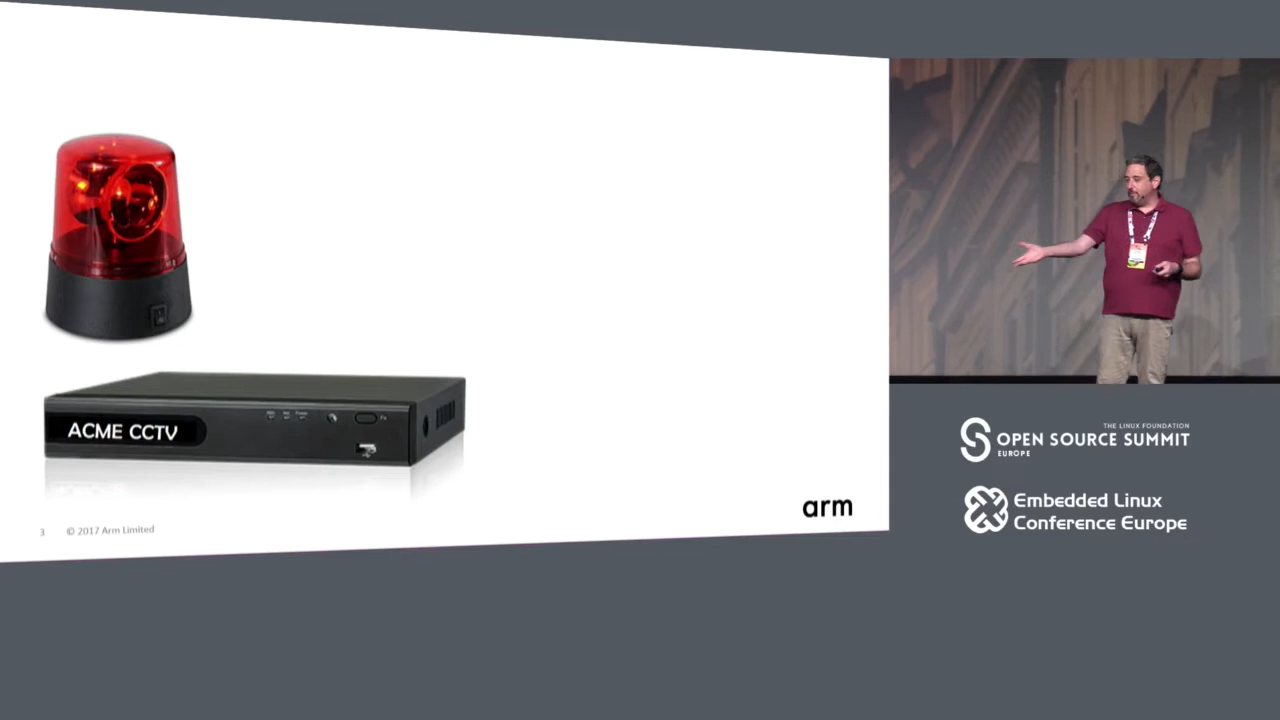 ACME CCTV
arm
3 © 2017 Arm Limited
THE LINUX FOUNDATION
OPEN SOURCE SUMMIT
EUROPE
Embedded Linux
Conference Europe